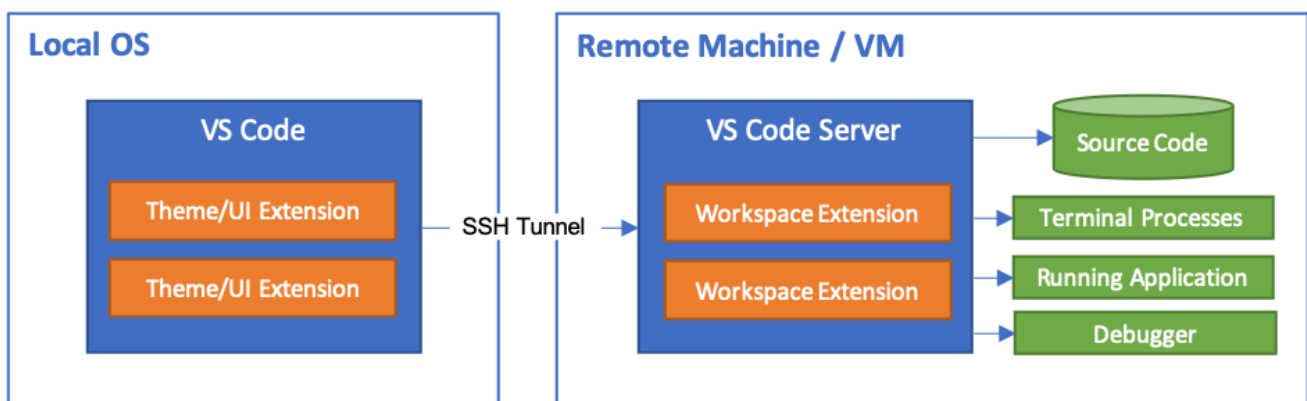 Local OS
VS Code
Theme/UI Extension
Theme/UI Extension
SSH Tunnel
Remote Machine / VM
VS Code Server
Workspace Extension
Workspace Extension
Source Code
Terminal Processes
Running Application
Debugger